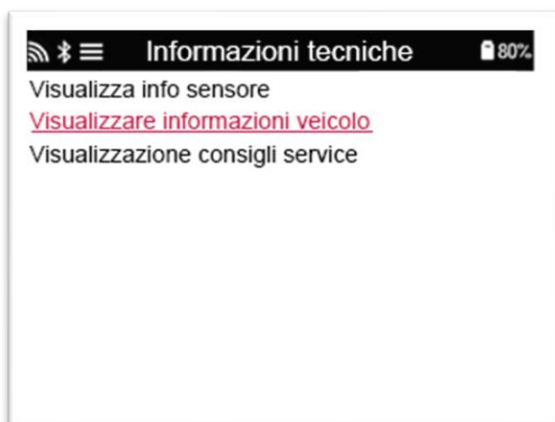 Informazioni tecniche 80%
Visualizza info sensore
Visualizzare informazioni veicolo
Visualizzazione consigli service